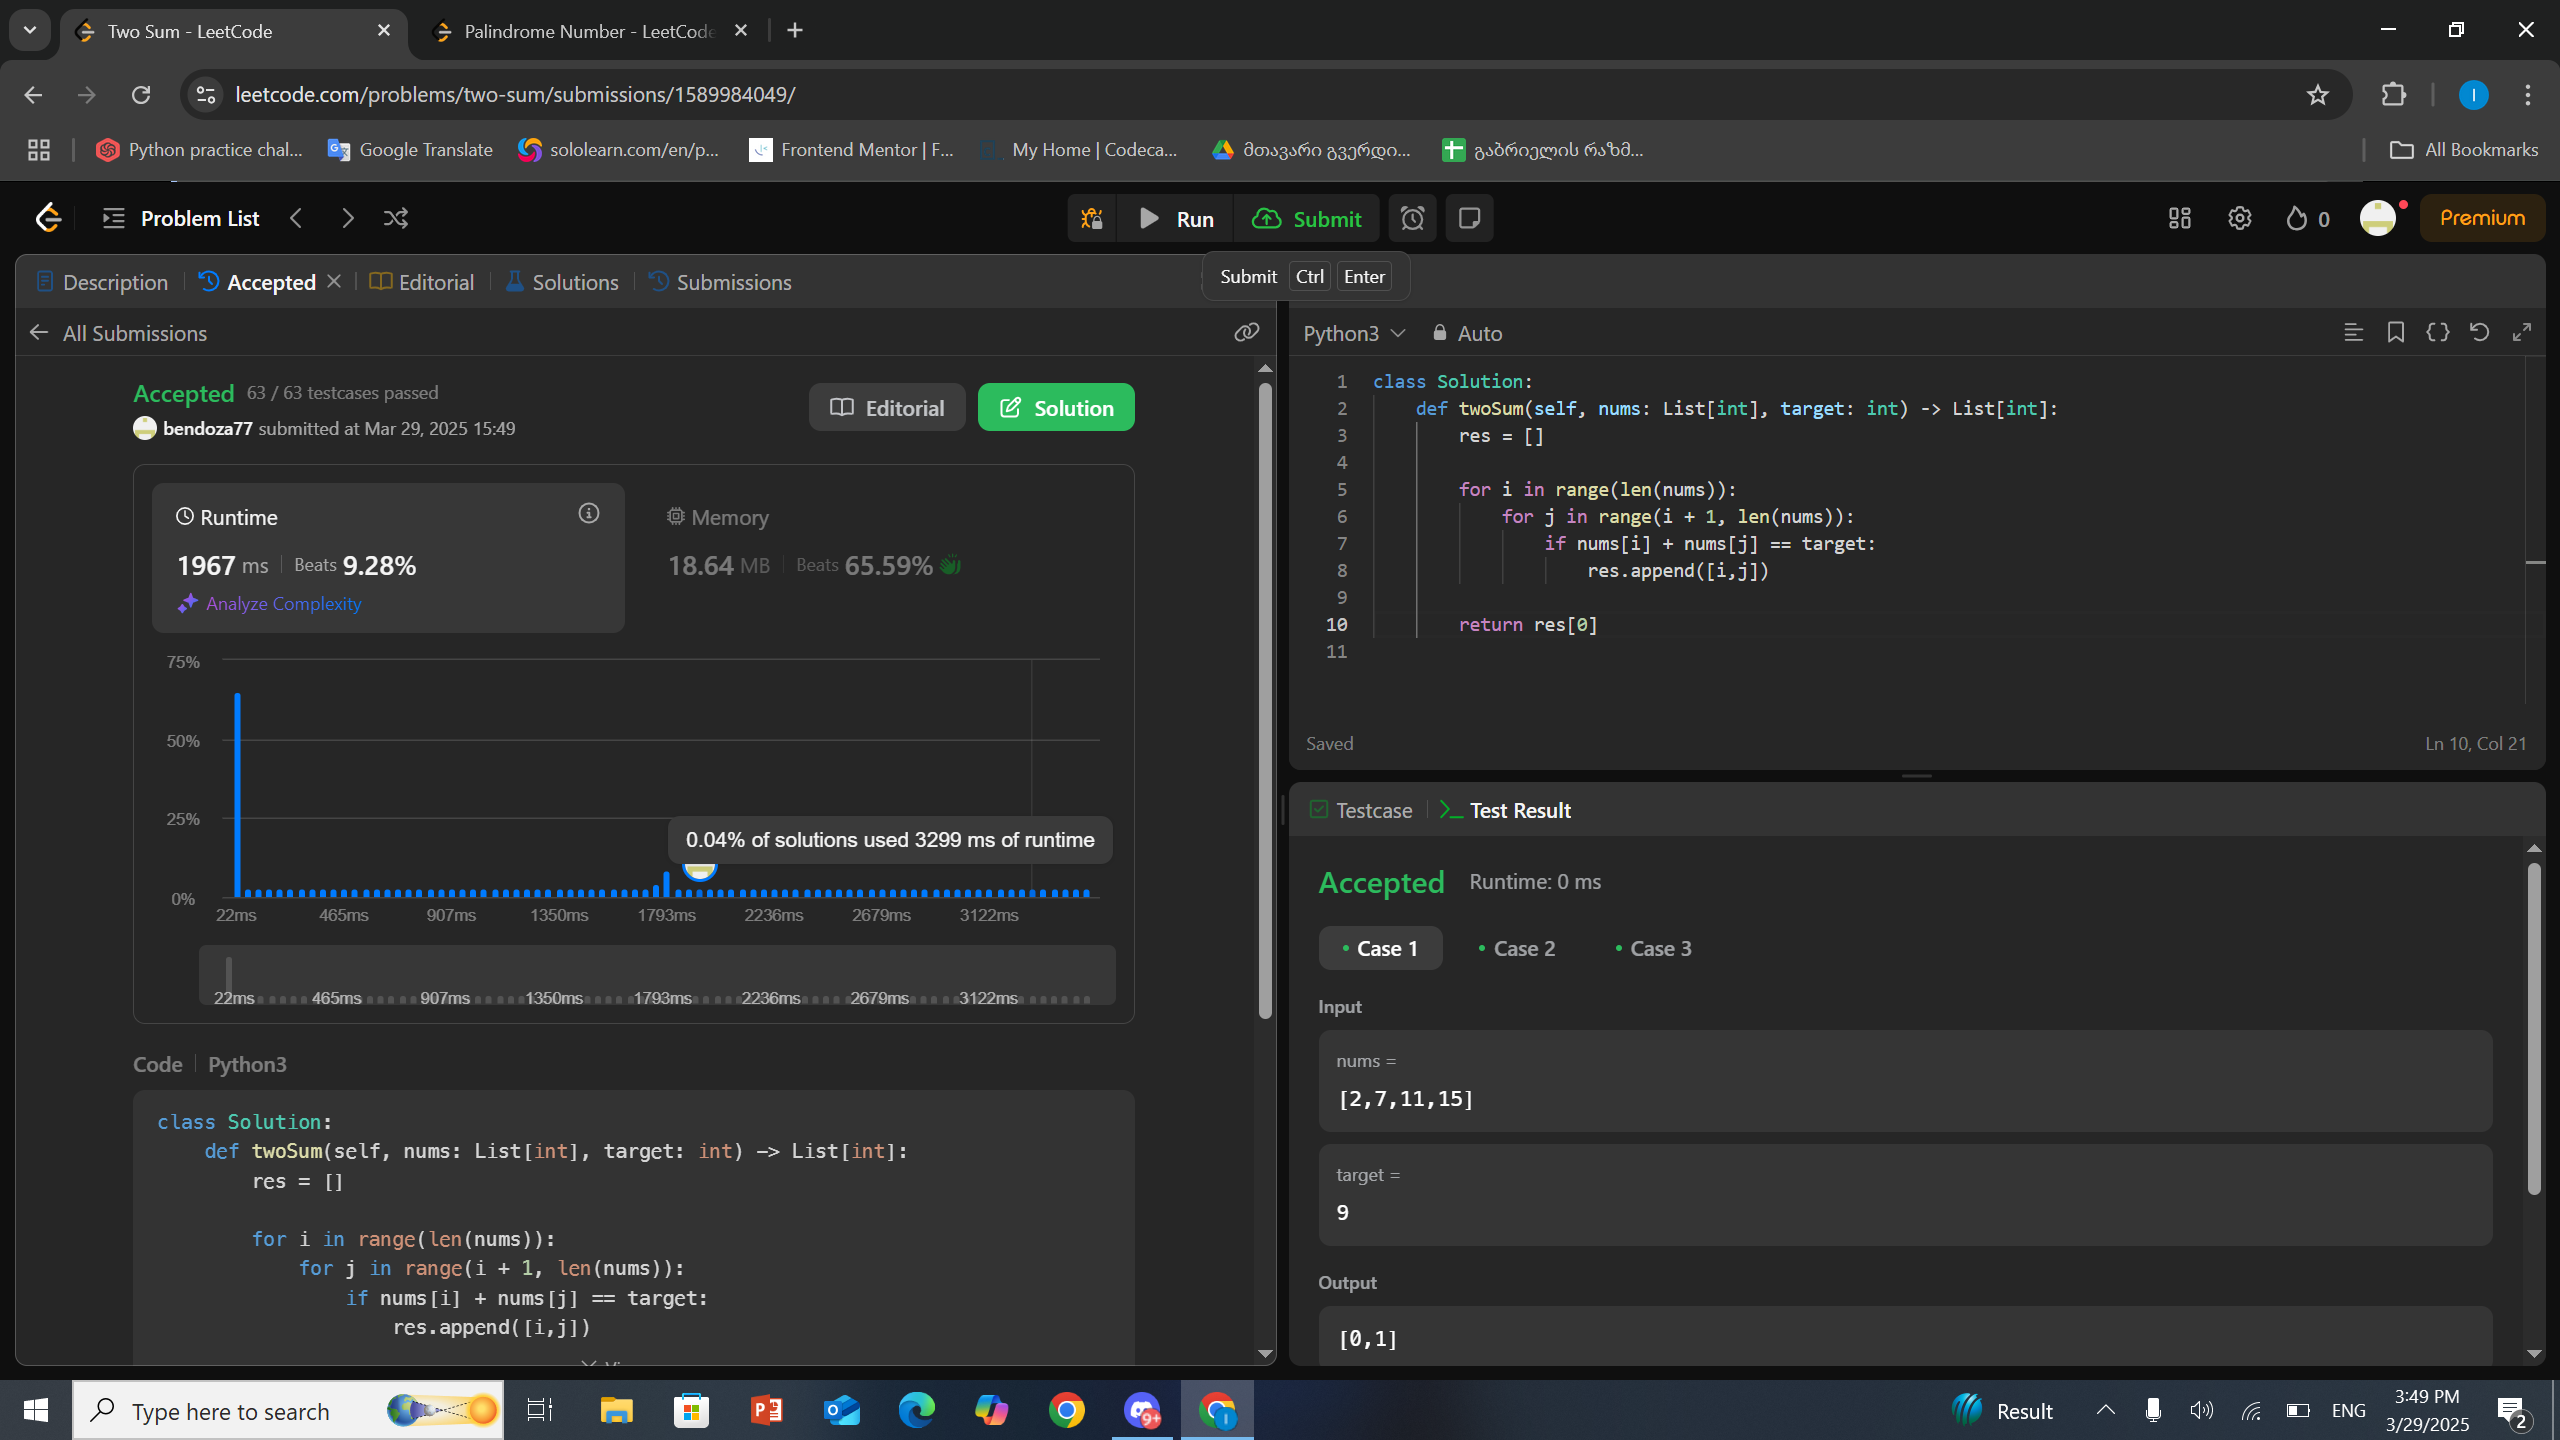 Two Sum - LeetCode
Palindrome Number - LeetCode
leetcode.com/problems/two-sum/submissions/1589984049/
Python practice chal...
Google Translate
sololearn.com/en/p...
Frontend Mentor | F...
My Home | Codeca...
მთავარი გვერდი...
გაბრიელის რაზმ...
All Bookmarks
Problem List
Run
Submit
0
Premium
Submit Ctrl Enter
Description
Accepted
Editorial
Solutions
Submissions
All Submissions
Accepted 63 / 63 testcases passed
bendoza77 submitted at Mar 29, 2025 15:49
Editorial
Solution
Runtime
1967 ms Beats 9.28%
Analyze Complexity
Memory
18.64 MB Beats 65.59%
75%
50%
25%
0%
0.04% of solutions used 3299 ms of runtime
22ms 465ms 907ms 1350ms 1793ms 2236ms 2679ms 3122ms
22ms 465ms 907ms 1350ms 1793ms 2236ms 2679ms 3122ms
Code Python3
class Solution:
    def twoSum(self, nums: List[int], target: int) -> List[int]:
        res = []
        for i in range(len(nums)):
            for j in range(i + 1, len(nums)):
                if nums[i] + nums[j] == target:
                    res.append([i,j])
Python3
Auto
1 class Solution:
2     def twoSum(self, nums: List[int], target: int) -> List[int]:
3         res = []
4
5         for i in range(len(nums)):
6             for j in range(i + 1, len(nums)):
7                 if nums[i] + nums[j] == target:
8                     res.append([i,j])
9
10         return res[0]
11
Saved
Ln 10, Col 21
Testcase
Test Result
Accepted Runtime: 0 ms
Case 1
Case 2
Case 3
Input
nums =
[2,7,11,15]
target =
9
Output
[0,1]
Type here to search
9+
Result
ENG
3:49 PM
3/29/2025
2